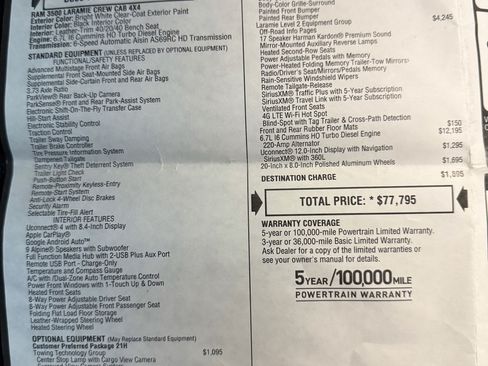 RAM 3500 LARAMIE CREW CAB 4X4
Exterior Color: Bright White Clear-Coat Exterior Paint
Interior Color: Black Interior Color
Interior: Leather-Trim 40/20/40 Bench Seat
Engine: 6.7L I6 Cummins HO Turbo Diesel Engine
Transmission: 6-Speed Automatic Aisin AS69RC HD Transmission
STANDARD EQUIPMENT (UNLESS REPLACED BY OPTIONAL EQUIPMENT)
FUNCTIONAL/SAFETY FEATURES
Advanced Multistage Front Air Bags
Supplemental Front Seat-Mounted Side Air Bags
Supplemental Side-Curtain Front and Rear Air Bags
3.73 Axle Ratio
ParkView® Rear Back-Up Camera
ParkSense® Front and Rear Park-Assist System
Electronic Shift-On-The-Fly Transfer Case
Hill-Start Assist
Electronic Stability Control
Traction Control
Trailer Sway Damping
Trailer Brake Controller
Tire Pressure Information System
Dampened Tailgate
Sentry Key® Theft Deterrent System
Trailer Light Check
Push-Button Start
Remote-Proximity Keyless-Entry
Remote-Start System
Anti-Lock 4-Wheel Disc Brakes
Security Alarm
Selectable Tire-Fill Alert
INTERIOR FEATURES
Uconnect® 4 with 8.4-Inch Display
Apple CarPlay®
Google Android Auto™
9 Alpine® Speakers with Subwoofer
Full Function Media Hub with 2-USB Plus Aux Port
Remote USB Port - Charge-Only
Temperature and Compass Gauge
A/C with /Dual-Zone Auto Temperature Control
Power Front Windows with 1-Touch Up & Down
Heated Front Seats
8-Way Power Adjustable Driver Seat
8-Way Power Adjustable Front Passenger Seat
Folding Flat Load Floor Storage
Leather-Wrapped Steering Wheel
Heated Steering Wheel
OPTIONAL EQUIPMENT (May Replace Standard Equipment)
Customer Preferred Package 21H
Towing Technology Group $1,095
Center Stop Lamp with Cargo View Camera
Body-Color Grille-Surround
Painted Front Bumper
Painted Rear Bumper
Laramie Level 2 Equipment Group $4,245
Off-Road Info Pages
17 Speaker Harman Kardon® Premium Sound
Mirror-Mounted Auxiliary Reverse Lamps
Heated Second-Row Seats
Power Adjustable Pedals with Memory
Power-Heated Folding Memory Trailer-Tow Mirrors
Radio/Driver's Seat/Mirrors/Pedals Memory
Rain-Sensitive Windshield Wipers
Remote Tailgate-Release
SiriusXM® Traffic Plus with 5-Year Subscription
SiriusXM® Travel Link with 5-Year Subscription
Ventilated Front Seats
4G LTE Wi-Fi Hot Spot
Blind-Spot with Tag Trailer & Cross-Path Detection
Front and Rear Rubber Floor Mats $150
6.7L I6 Cummins HO Turbo Diesel Engine $12,195
220-Amp Alternator
Uconnect® 12.0-Inch Display with Navigation $1,295
SiriusXM® with 360L
20-Inch x 8.0-Inch Polished Aluminum Wheels $1,695
DESTINATION CHARGE
TOTAL PRICE: * $77,795
WARRANTY COVERAGE
5-year or 100,000-mile Powertrain Limited Warranty.
3-year or 36,000-mile Basic Limited Warranty.
Ask Dealer for a copy of the limited warranties or
see your owner's manual for details.
5YEAR/100,000MILE
POWERTRAIN WARRANTY